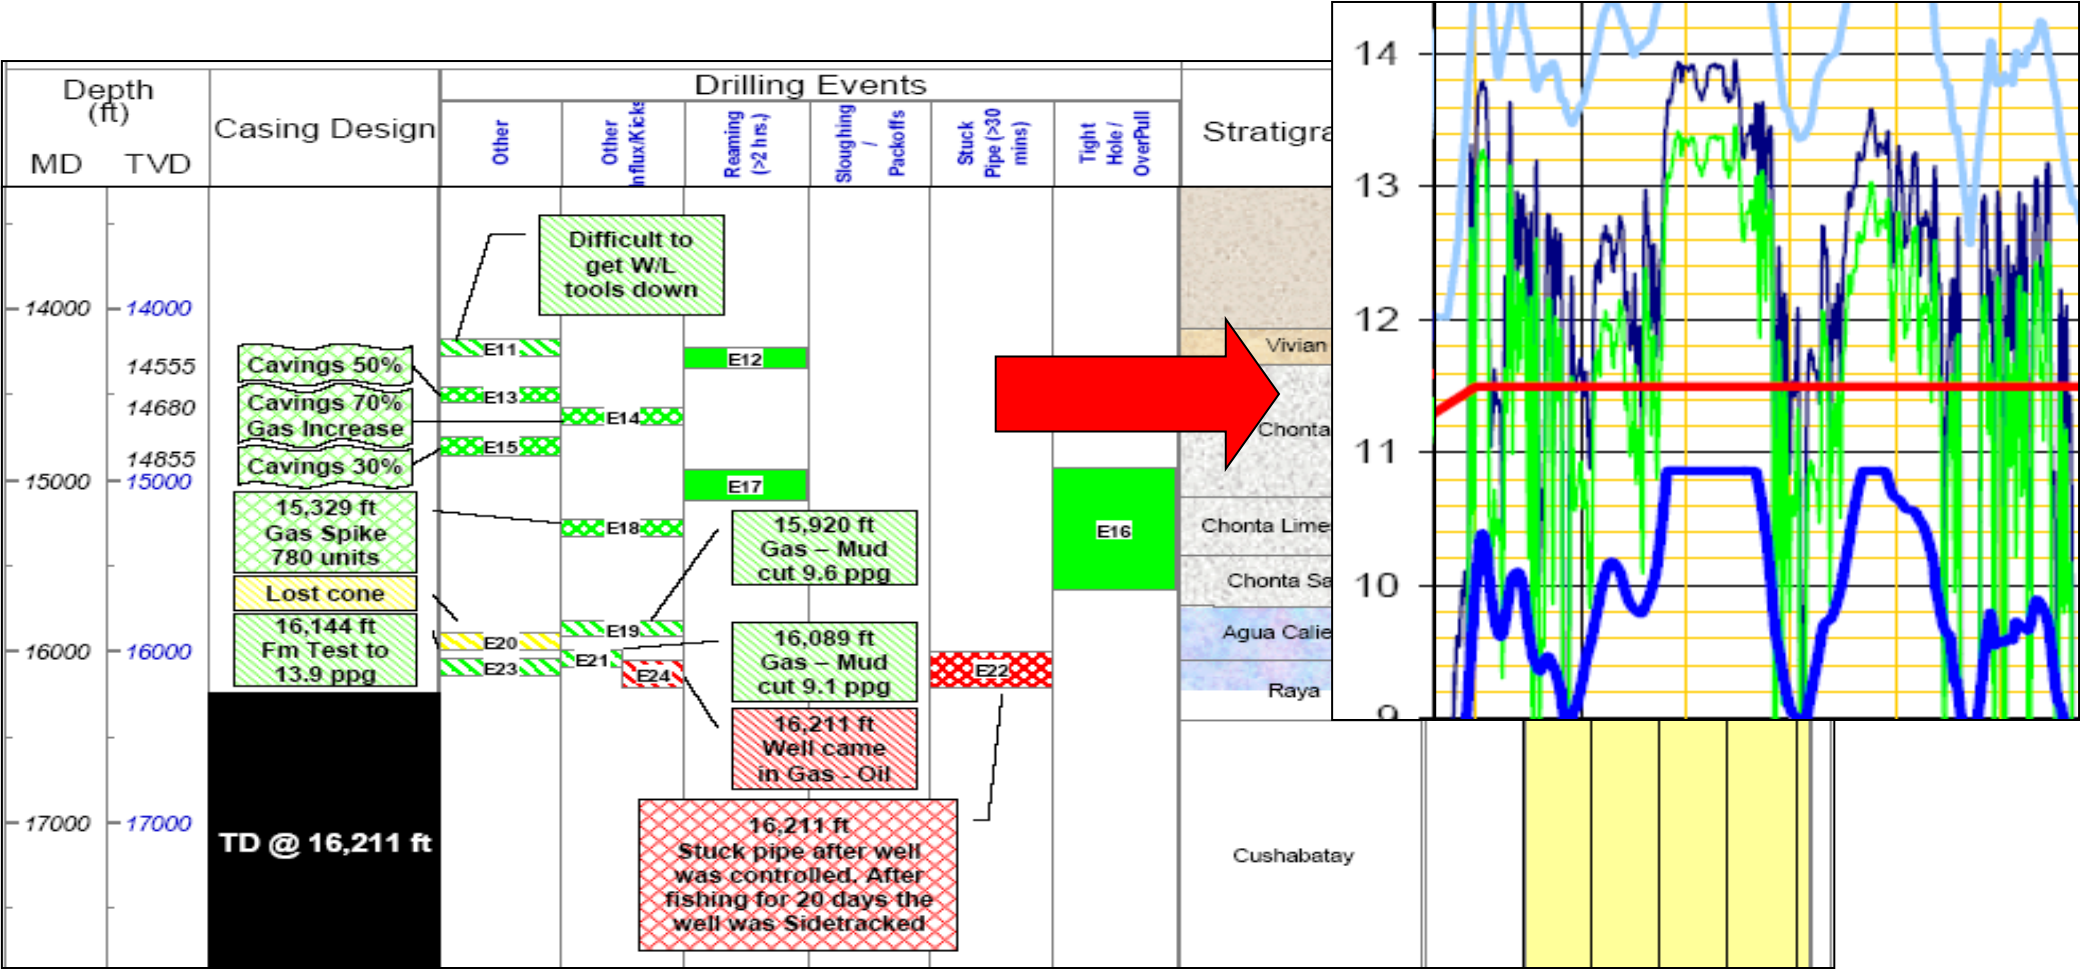 Depth
(ft)
MD
TVD
Casing Design
Drilling Events
Other
Other
Influx/Kicks
Reaming
(>2 hrs.)
Sloughing
/
Packoffs
Stuck
Pipe (>30
mins)
Tight
Hole /
OverPull
Stratigra
14000
14000
14555
14680
14855
15000
15000
16000
16000
17000
17000
Cavings 50%
Cavings 70%
Gas Increase
Cavings 30%
15,329 ft
Gas Spike
780 units
Lost cone
16,144 ft
Fm Test to
13.9 ppg
TD @ 16,211 ft
Difficult to
get W/L
tools down
E11
E12
E13
E14
E15
E17
E18
E16
15,920 ft
Gas – Mud
cut 9.6 ppg
E19
E20
E21
E22
E23
E24
16,089 ft
Gas – Mud
cut 9.1 ppg
16,211 ft
Well came
in Gas - Oil
16,211 ft
Stuck pipe after well
was controlled. After
fishing for 20 days the
well was Sidetracked
Vivian
Chonta
Chonta Lime
Chonta Sa
Agua Calie
Raya
Cushabatay
14
13
12
11
10
9